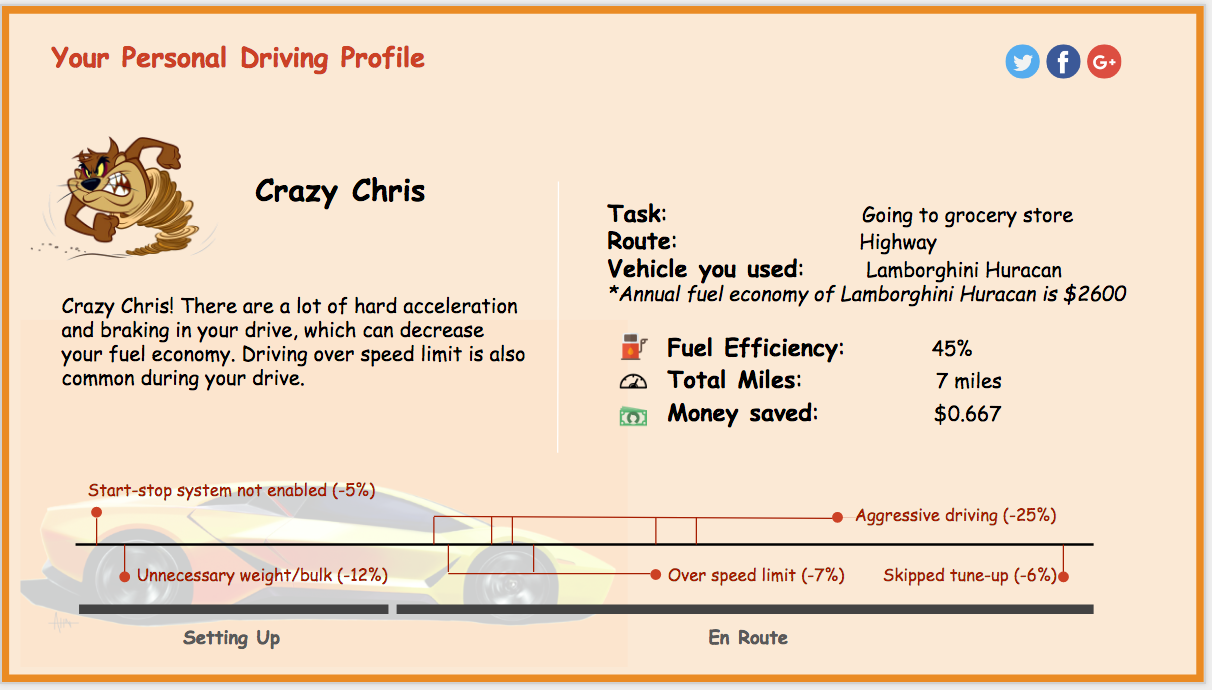 Your Personal Driving Profile
Crazy Chris
Crazy Chris! There are a lot of hard acceleration
and braking in your drive, which can decrease
your fuel economy. Driving over speed limit is also
common during your drive.
Task: Going to grocery store
Route: Highway
Vehicle you used: Lamborghini Huracan
*Annual fuel economy of Lamborghini Huracan is $2600
Fuel Efficiency: 45%
Total Miles: 7 miles
Money saved: $0.667
Start-stop system not enabled (-5%)
Aggressive driving (-25%)
Unnecessary weight/bulk (-12%)
Over speed limit (-7%)
Skipped tune-up (-6%)
Setting Up
En Route